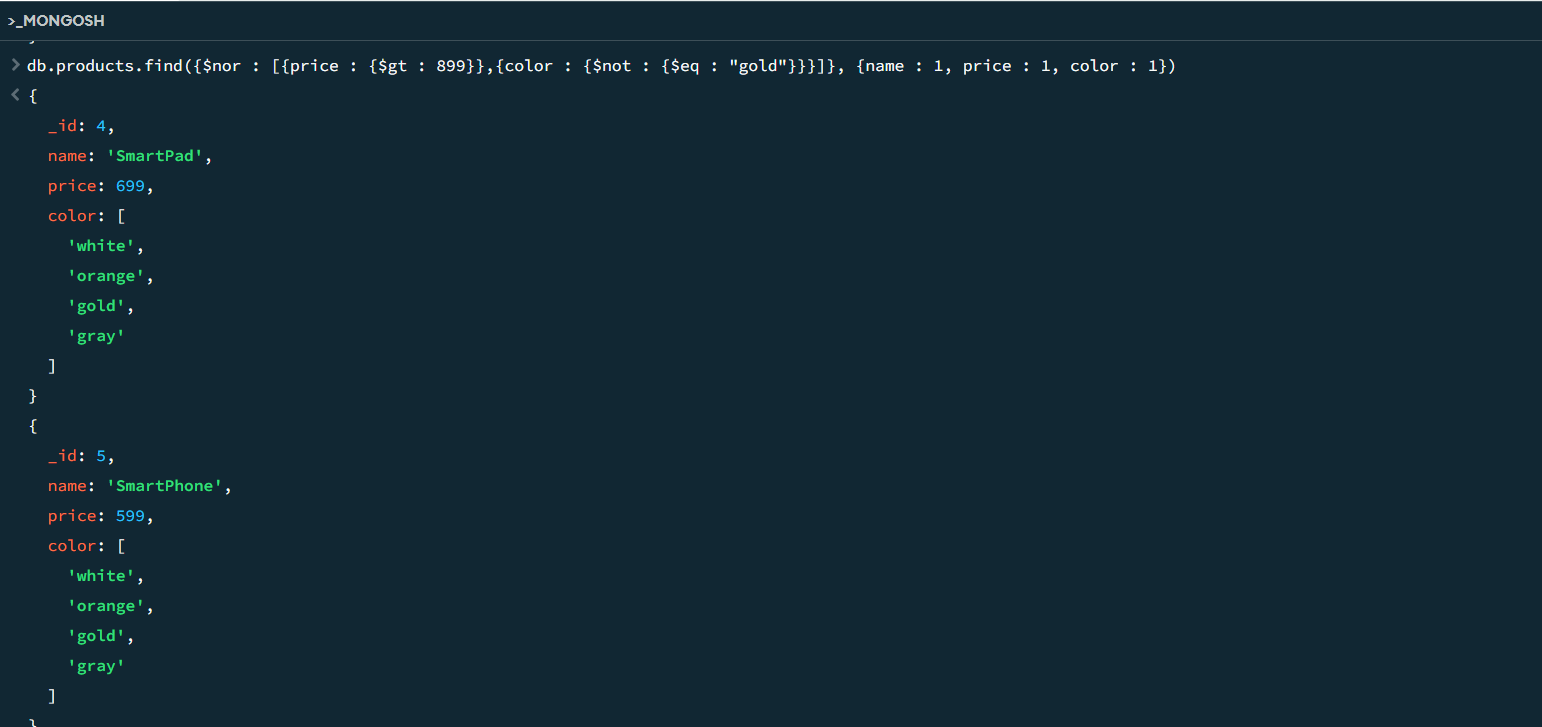 >_MONGOSH
}
> db.products.find({$nor : [{price : {$gt : 899}},{color : {$not : {$eq : "gold"}}}]}, {name : 1, price : 1, color : 1})
< {
_id: 4,
name: 'SmartPad',
price: 699,
color: [
'white',
'orange',
'gold',
'gray'
]
}
{
_id: 5,
name: 'SmartPhone',
price: 599,
color: [
'white',
'orange',
'gold',
'gray'
]
}